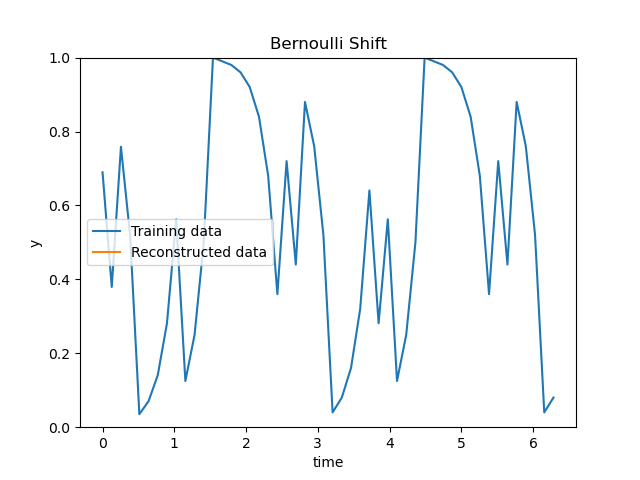 Bernoulli Shift
1.0
0.8
0.6
0.4
0.2
0.0
y
Training data
Reconstructed data
0 1 2 3 4 5 6
time